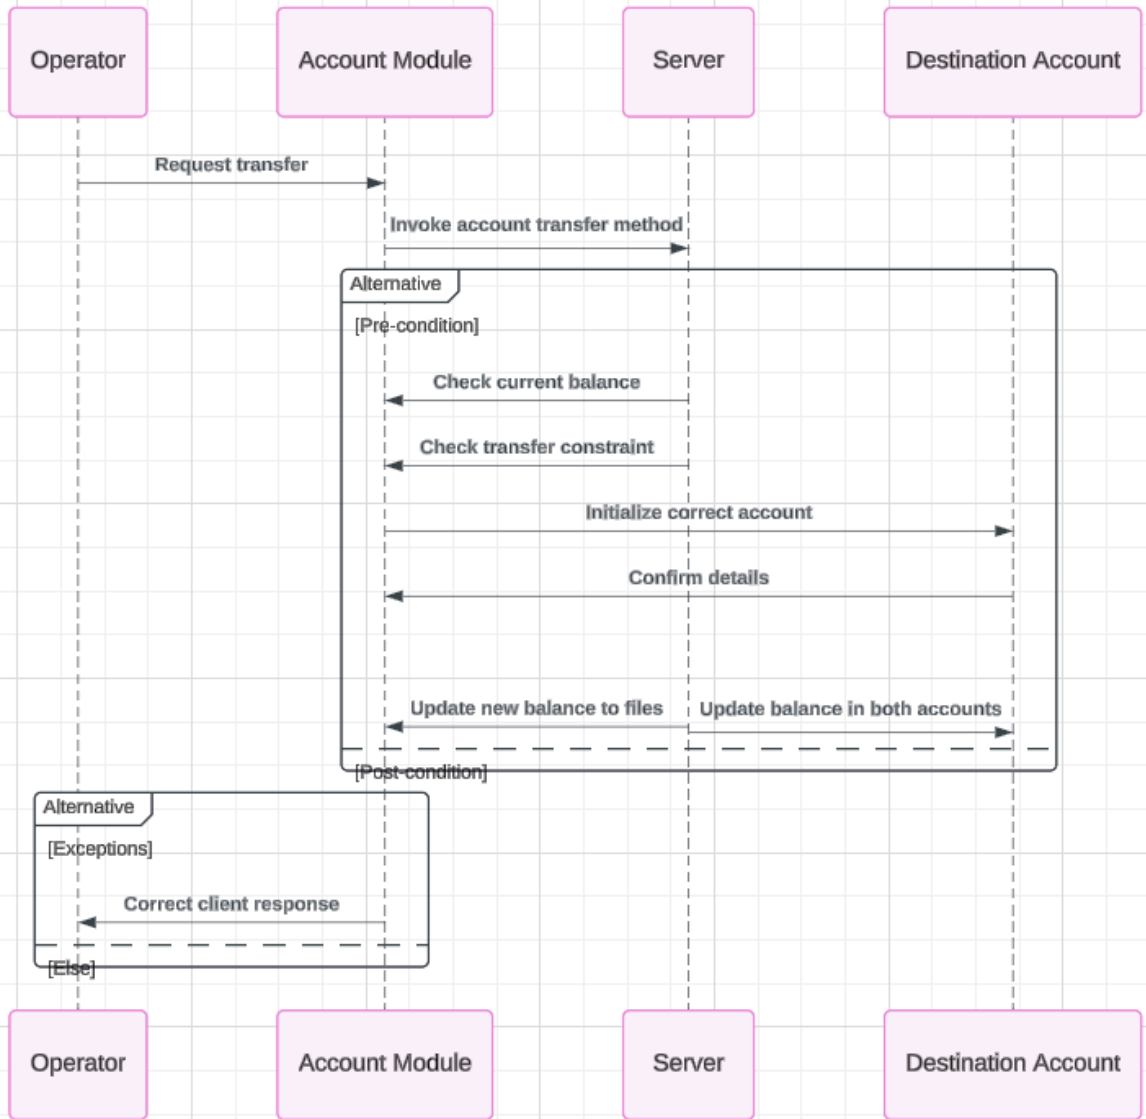 Operator
Account Module
Server
Destination Account
Request transfer
Invoke account transfer method
Alternative
[Pre-condition]
Check current balance
Check transfer constraint
Initialize correct account
Confirm details
Update new balance to files
Update balance in both accounts
[Post-condition]
Alternative
[Exceptions]
Correct client response
[Else]
Operator
Account Module
Server
Destination Account